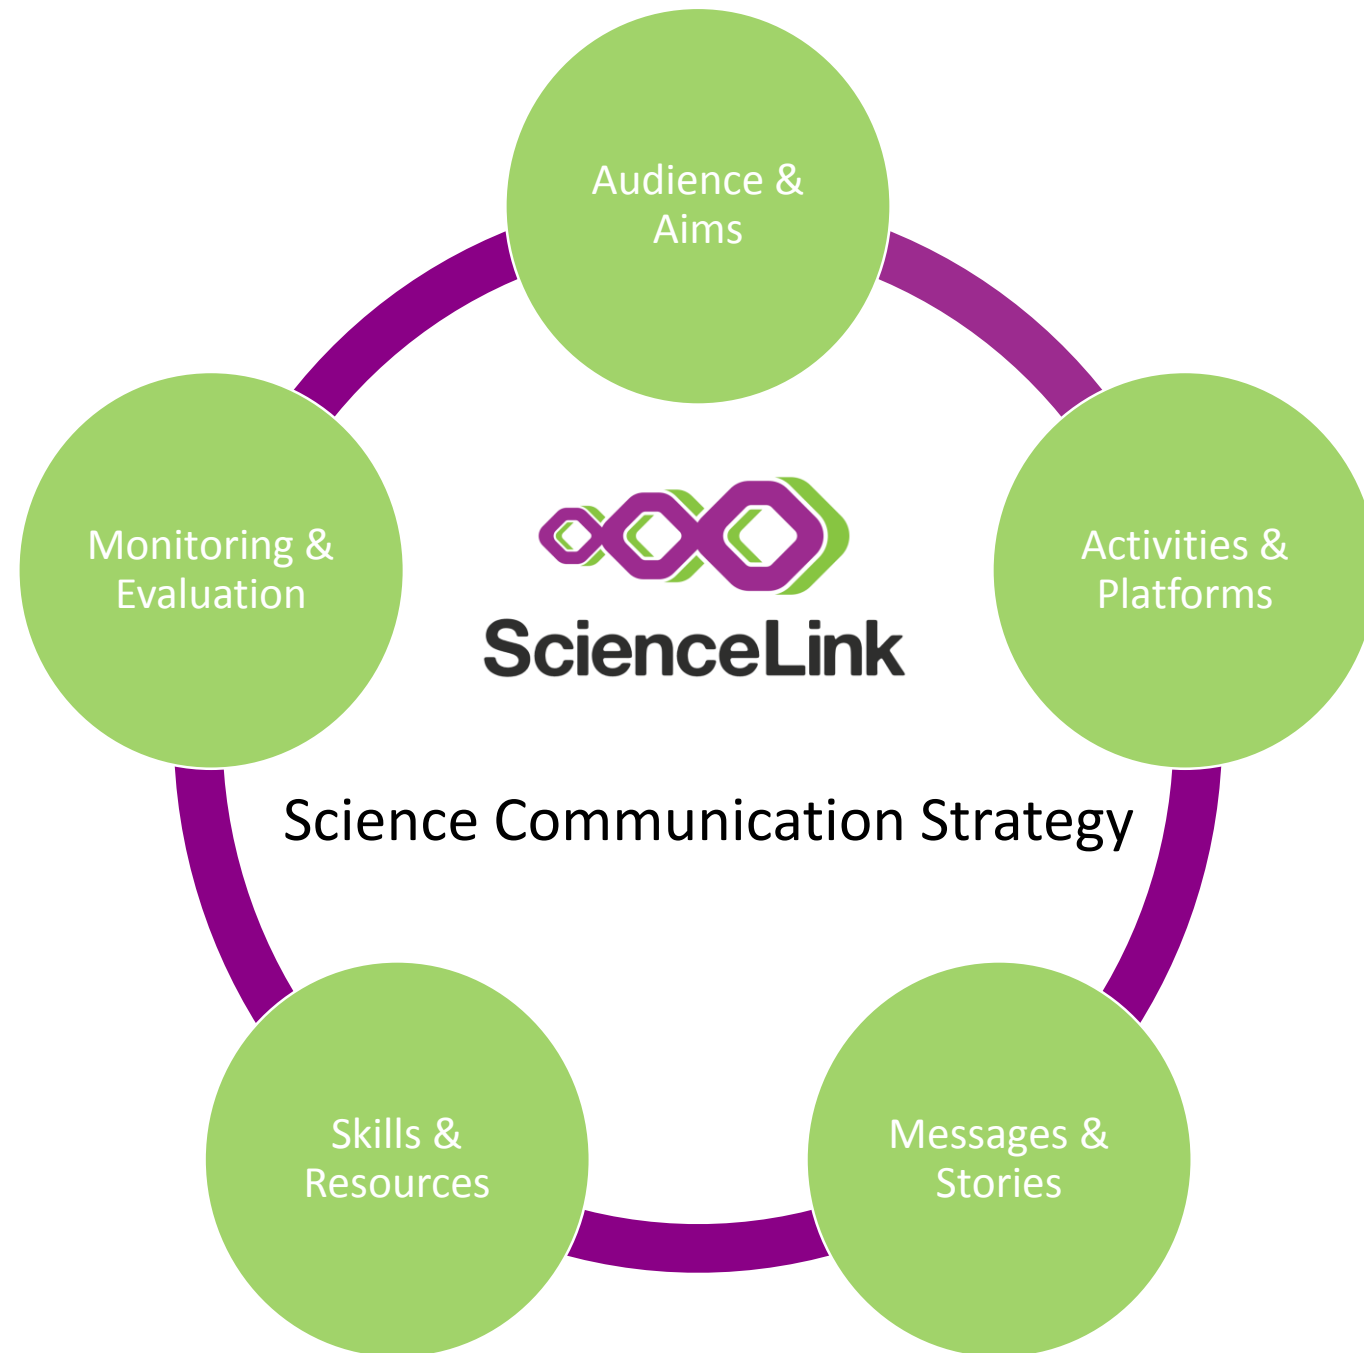 Audience &
Aims
Activities &
Platforms
Messages &
Stories
Skills &
Resources
Monitoring &
Evaluation
ScienceLink
Science Communication Strategy